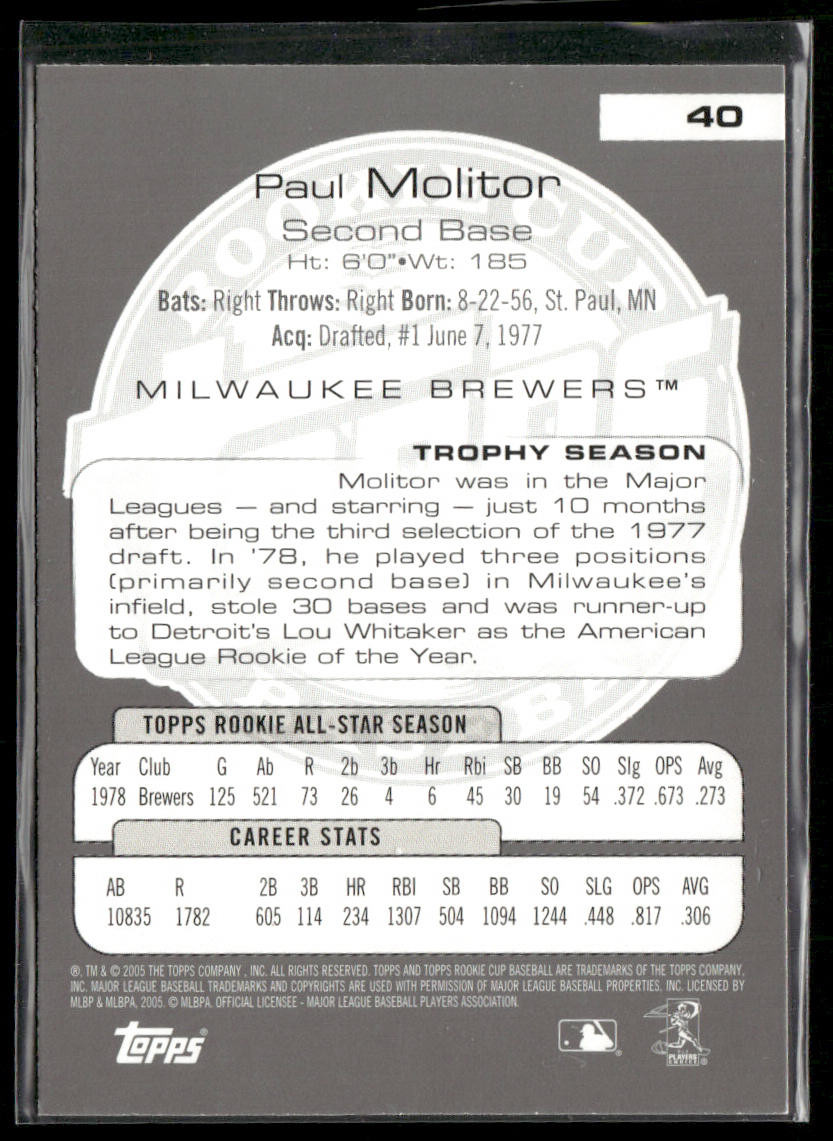 40
ROOKIE CUP
Paul Molitor
Second Base
Ht: 6'0"•Wt: 185
Bats: Right Throws: Right Born: 8-22-56, St. Paul, MN
Acq: Drafted, #1 June 7, 1977
MILWAUKEE BREWERS™
TROPHY SEASON
Molitor was in the Major
Leagues — and starring — just 10 months
after being the third selection of the 1977
draft. In '78, he played three positions
(primarily second base) in Milwaukee's
infield, stole 30 bases and was runner-up
to Detroit's Lou Whitaker as the American
League Rookie of the Year.
TOPPS ROOKIE ALL-STAR SEASON
Year Club G Ab R 2b 3b Hr Rbi SB BB SO Slg OPS Avg
1978 Brewers 125 521 73 26 4 6 45 30 19 54 .372 .673 .273
CAREER STATS
AB R 2B 3B HR RBI SB BB SO SLG OPS AVG
10835 1782 605 114 234 1307 504 1094 1244 .448 .817 .306
®, TM & © 2005 THE TOPPS COMPANY , INC. ALL RIGHTS RESERVED. TOPPS AND TOPPS ROOKIE CUP BASEBALL ARE TRADEMARKS OF THE TOPPS COMPANY,
INC. MAJOR LEAGUE BASEBALL TRADEMARKS AND COPYRIGHTS ARE USED WITH PERMISSION OF MAJOR LEAGUE BASEBALL PROPERTIES, INC. LICENSED BY
MLBP & MLBPA, 2005. © MLBPA. OFFICIAL LICENSEE - MAJOR LEAGUE BASEBALL PLAYERS ASSOCIATION.
Topps®
PLAYERS
CHOICE ®